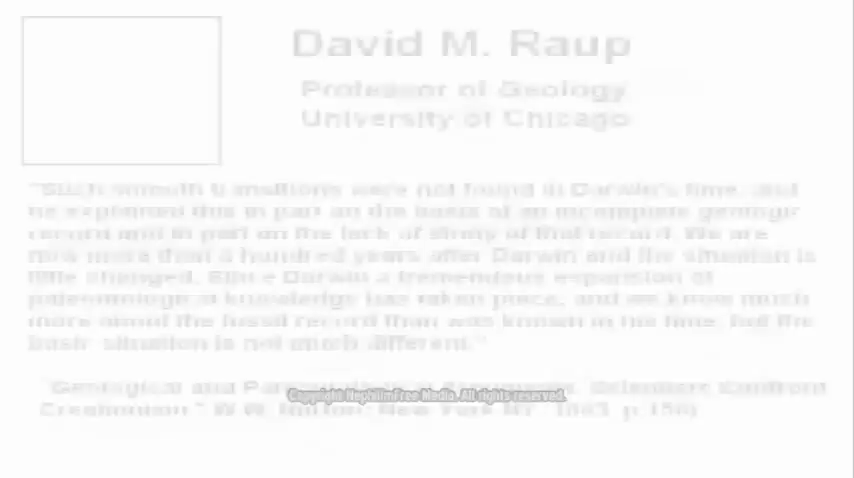 David M. Raup
Professor of Geology
University of Chicago
"Such smooth transitions were not found in Darwin's time, and
he explained this in part on the basis of an incomplete geologic
record and in part on the lack of study of that record. We are
now more than a hundred years after Darwin and the situation is
little changed. Since Darwin a tremendous expansion of
paleontological knowledge has taken place, and we know much
more about the fossil record than was known in his time, but the
basic situation is not much different."
"Geological and Scientists Confront
Creationism," W.W. Norton: New York NY, 1983, p.156)
Copyright NephilimFree Media. All rights reserved.